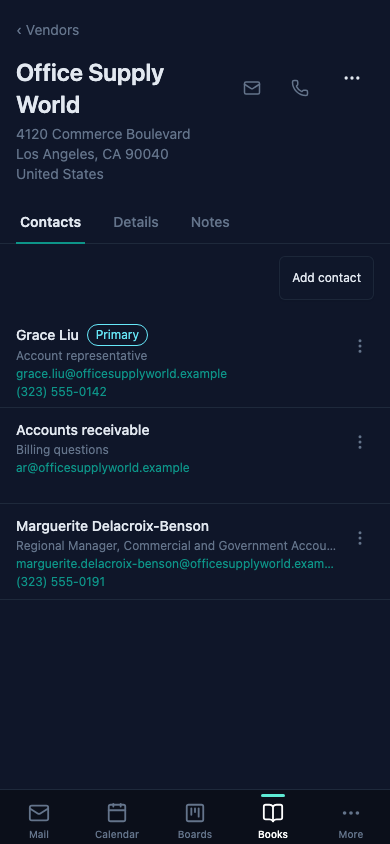 ‹ Vendors
Office Supply
World
4120 Commerce Boulevard
Los Angeles, CA 90040
United States
Contacts Details Notes
Add contact
Grace Liu Primary
Account representative
grace.liu@officesupplyworld.example
(323) 555-0142
Accounts receivable
Billing questions
ar@officesupplyworld.example
Marguerite Delacroix-Benson
Regional Manager, Commercial and Government Accou...
marguerite.delacroix-benson@officesupplyworld.exam...
(323) 555-0191
Mail Calendar Boards Books More